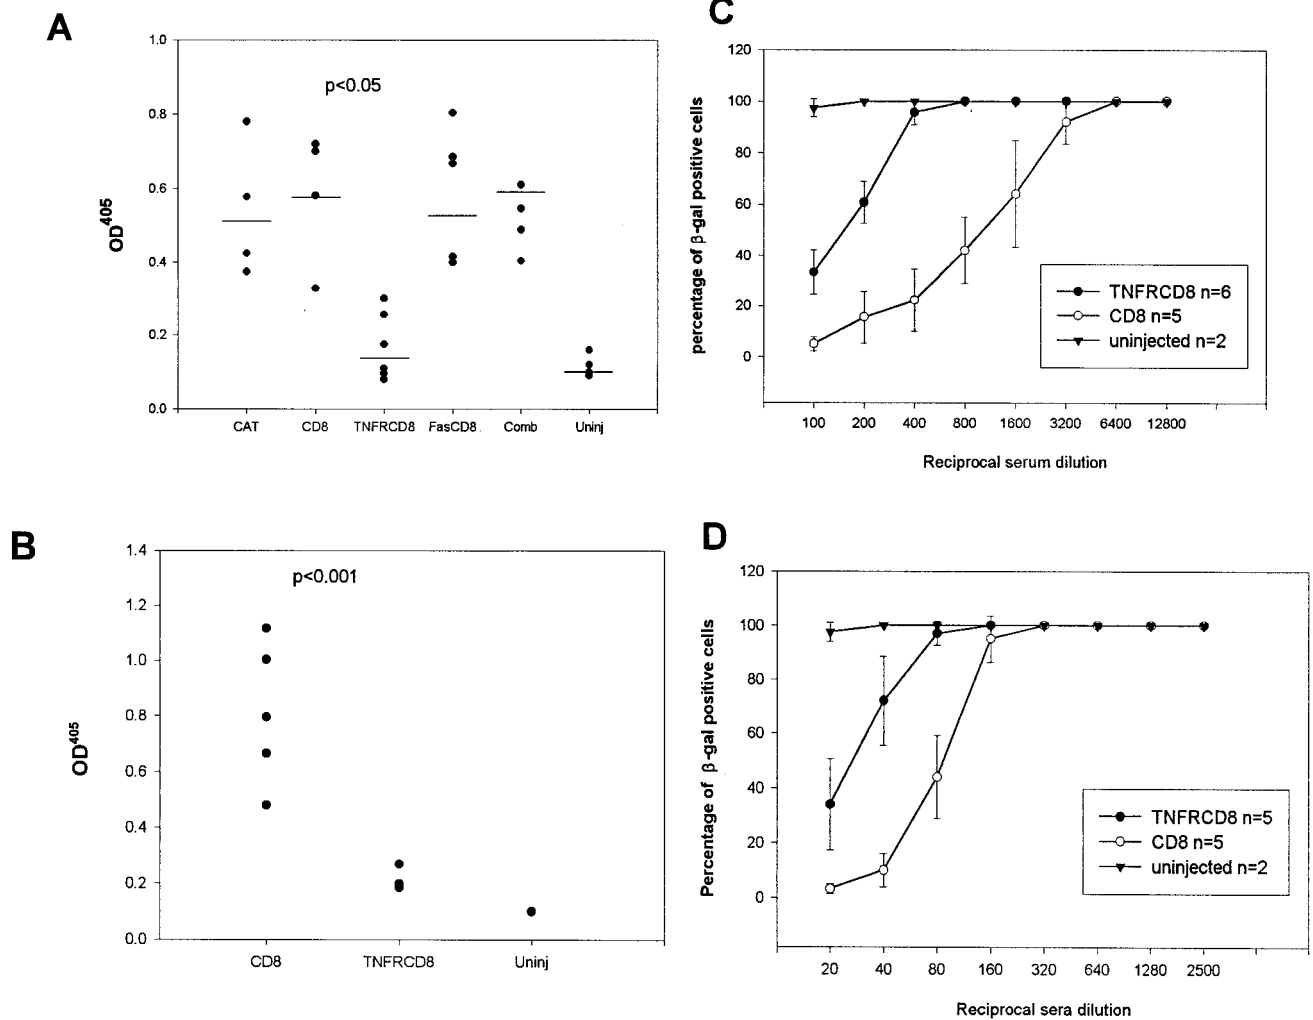 A
1.0
0.8
0.6
0.4
0.2
0.0
OD405
p<0.05
CAT CD8 TNFRCD8 FasCD8 Comb Uninj
C
120
100
80
60
40
20
0
percentage of β-gal positive cells
TNFRCD8 n=6
CD8 n=5
uninjected n=2
100 200 400 800 1600 3200 6400 12800
Reciprocal serum dilution
B
1.4
1.2
1.0
0.8
0.6
0.4
0.2
0.0
OD405
p<0.001
CD8 TNFRCD8 Uninj
D
120
100
80
60
40
20
0
Percentage of β-gal positive cells
TNFRCD8 n=5
CD8 n=5
uninjected n=2
20 40 80 160 320 640 1280 2500
Reciprocal sera dilution